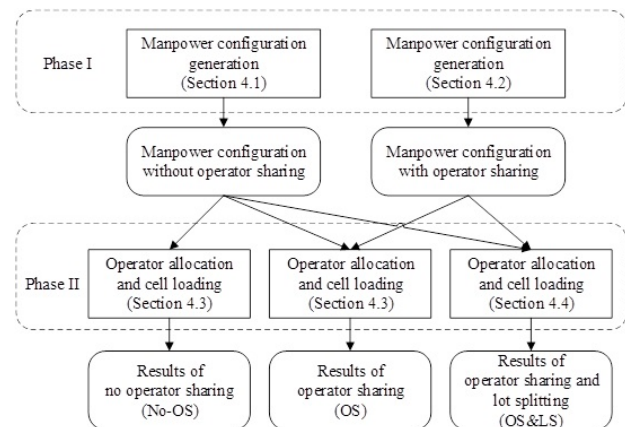 Phase I
Manpower configuration
generation
(Section 4.1)
Manpower configuration
generation
(Section 4.2)
Manpower configuration
without operator sharing
Manpower configuration
with operator sharing
Phase II
Operator allocation
and cell loading
(Section 4.3)
Operator allocation
and cell loading
(Section 4.3)
Operator allocation
and cell loading
(Section 4.4)
Results of
no operator sharing
(No-OS)
Results of
operator sharing
(OS)
Results of
operator sharing and
lot splitting
(OS&LS)